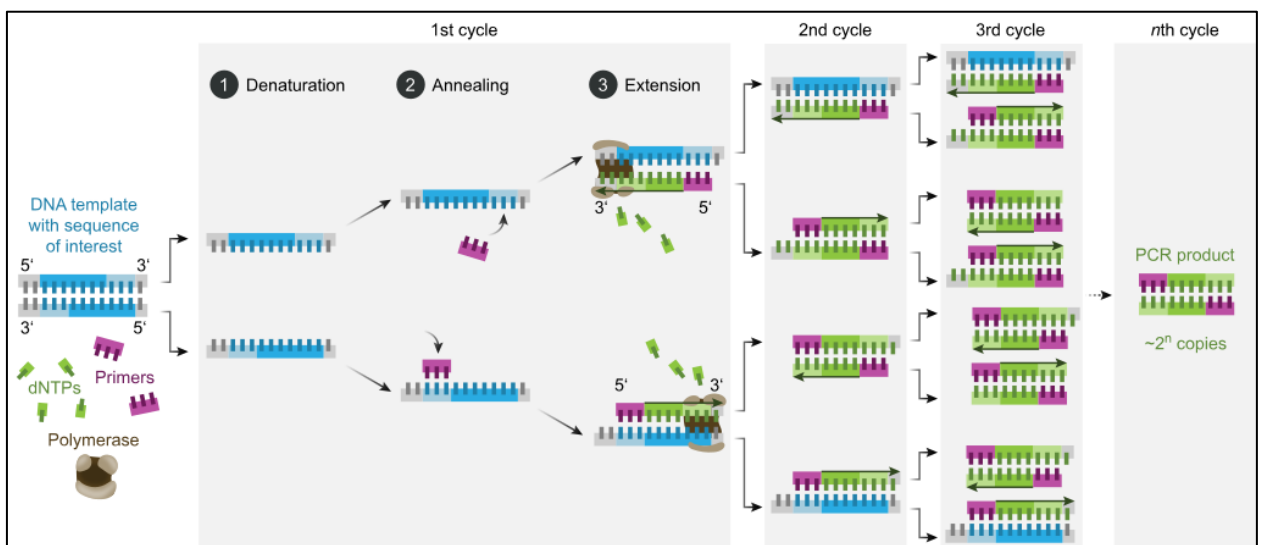 1st cycle
2nd cycle
3rd cycle
nth cycle
1 Denaturation
2 Annealing
3 Extension
DNA template
with sequence
of interest
5‘ 3‘
3‘ 5‘
dNTPs
Primers
Polymerase
3‘ 5‘
5‘ 3‘
PCR product
~2ⁿ copies